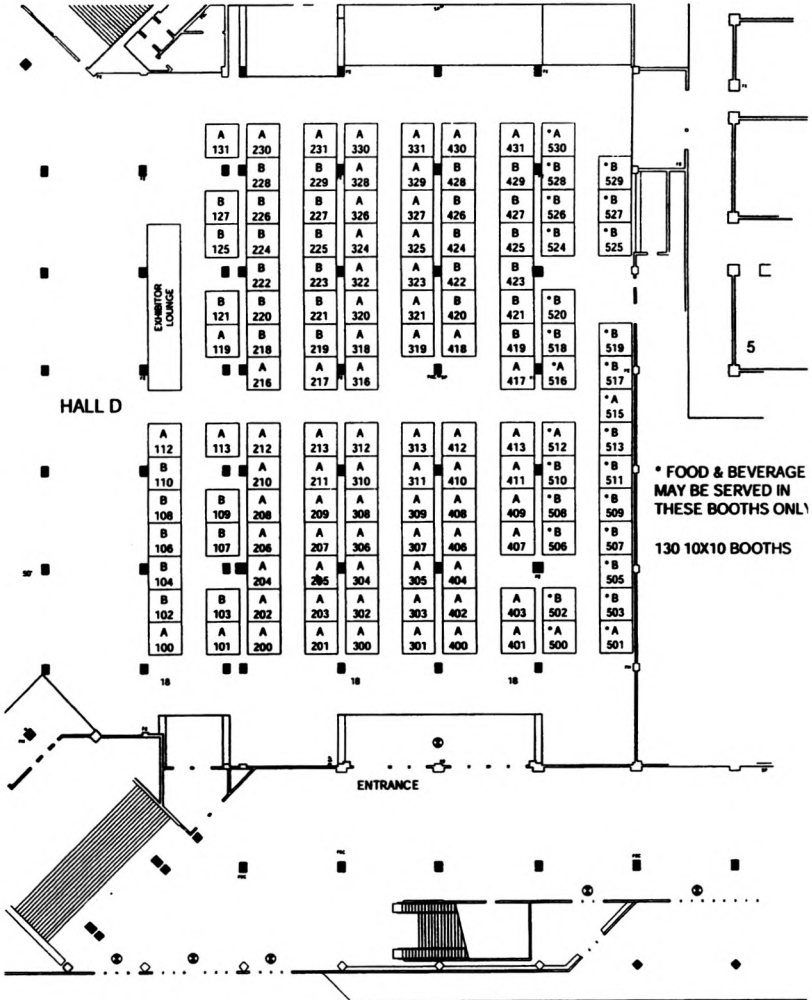 A A A A A A A A *A
131 230 231 330 331 430 431 530
B B A A B B *B *B
228 229 328 329 428 429 528 529
B B B A A B B *B *B
127 226 227 326 327 426 427 526 527
B B B A A B B *B *B
125 224 225 324 325 424 425 524 525
B B A A B B
222 223 322 323 422 423
EXHIBITOR
LOUNGE
B B B A A B B *B
121 220 221 320 321 420 421 520
A B B A A A B *B *B
119 218 219 318 319 418 419 518 519
A A A A *A *B
216 217 316 417 516 517
5
*A
515
HALL D
A A A A A A A A *A *B
112 113 212 213 312 313 412 413 512 513
B A A A A A A *B *B
110 210 211 310 311 410 411 510 511
B B A A A A A A *B *B
108 109 208 209 308 309 408 409 508 509
B B A A A A A A *B *B
106 107 206 207 306 307 406 407 506 507
B A A A A A *B
104 204 205 304 305 404 505
B B A A A A A A *B *B
102 103 202 203 302 303 402 403 502 503
A A A A A A A A *A *A
100 101 200 201 300 301 400 401 500 501
* FOOD & BEVERAGE
MAY BE SERVED IN
THESE BOOTHS ONLY
130 10X10 BOOTHS
18 18 18
ENTRANCE